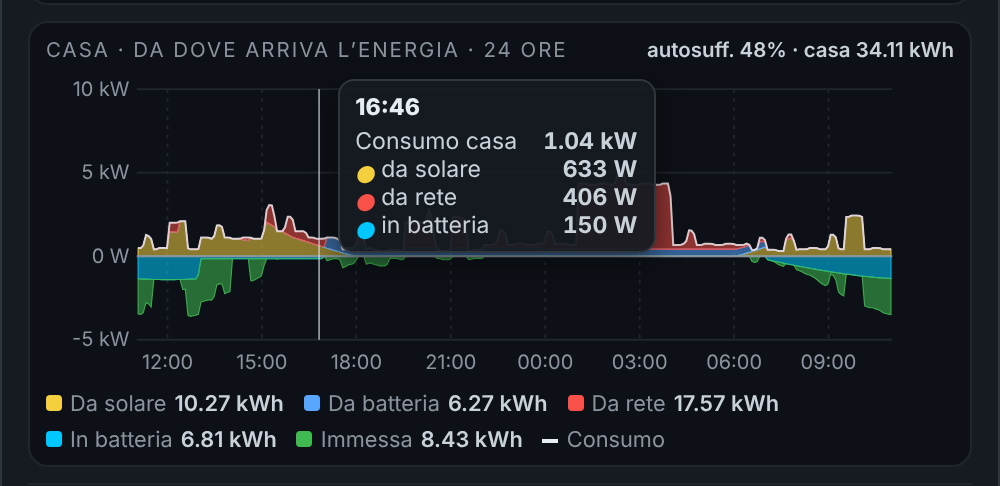 CASA · DA DOVE ARRIVA L’ENERGIA · 24 ORE
autosuff. 48% · casa 34.11 kWh
10 kW
5 kW
0 W
-5 kW
16:46
Consumo casa 1.04 kW
da solare 633 W
da rete 406 W
in batteria 150 W
12:00 15:00 18:00 21:00 00:00 03:00 06:00 09:00
Da solare 10.27 kWh Da batteria 6.27 kWh Da rete 17.57 kWh
In batteria 6.81 kWh Immessa 8.43 kWh Consumo